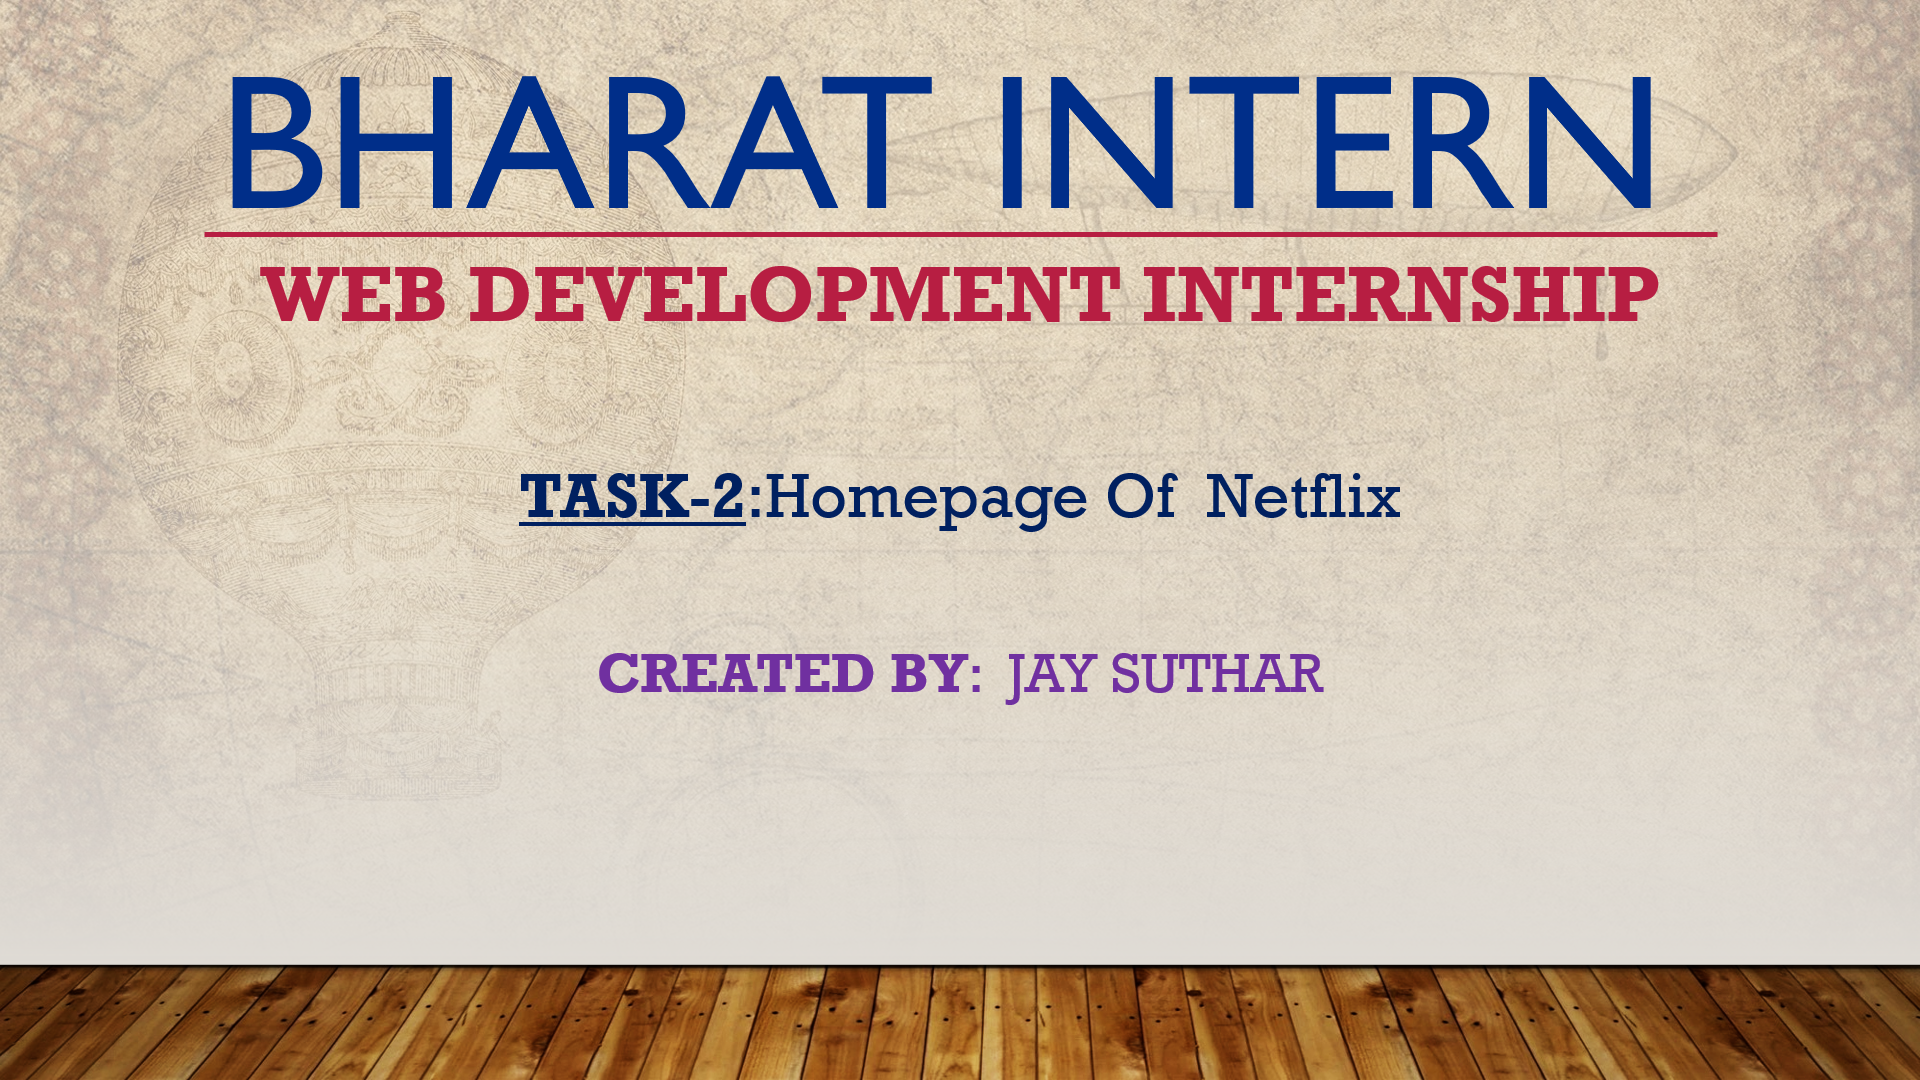 BHARAT INTERN
WEB DEVELOPMENT INTERNSHIP
TASK-2:Homepage Of  Netflix
CREATED BY:  JAY SUTHAR